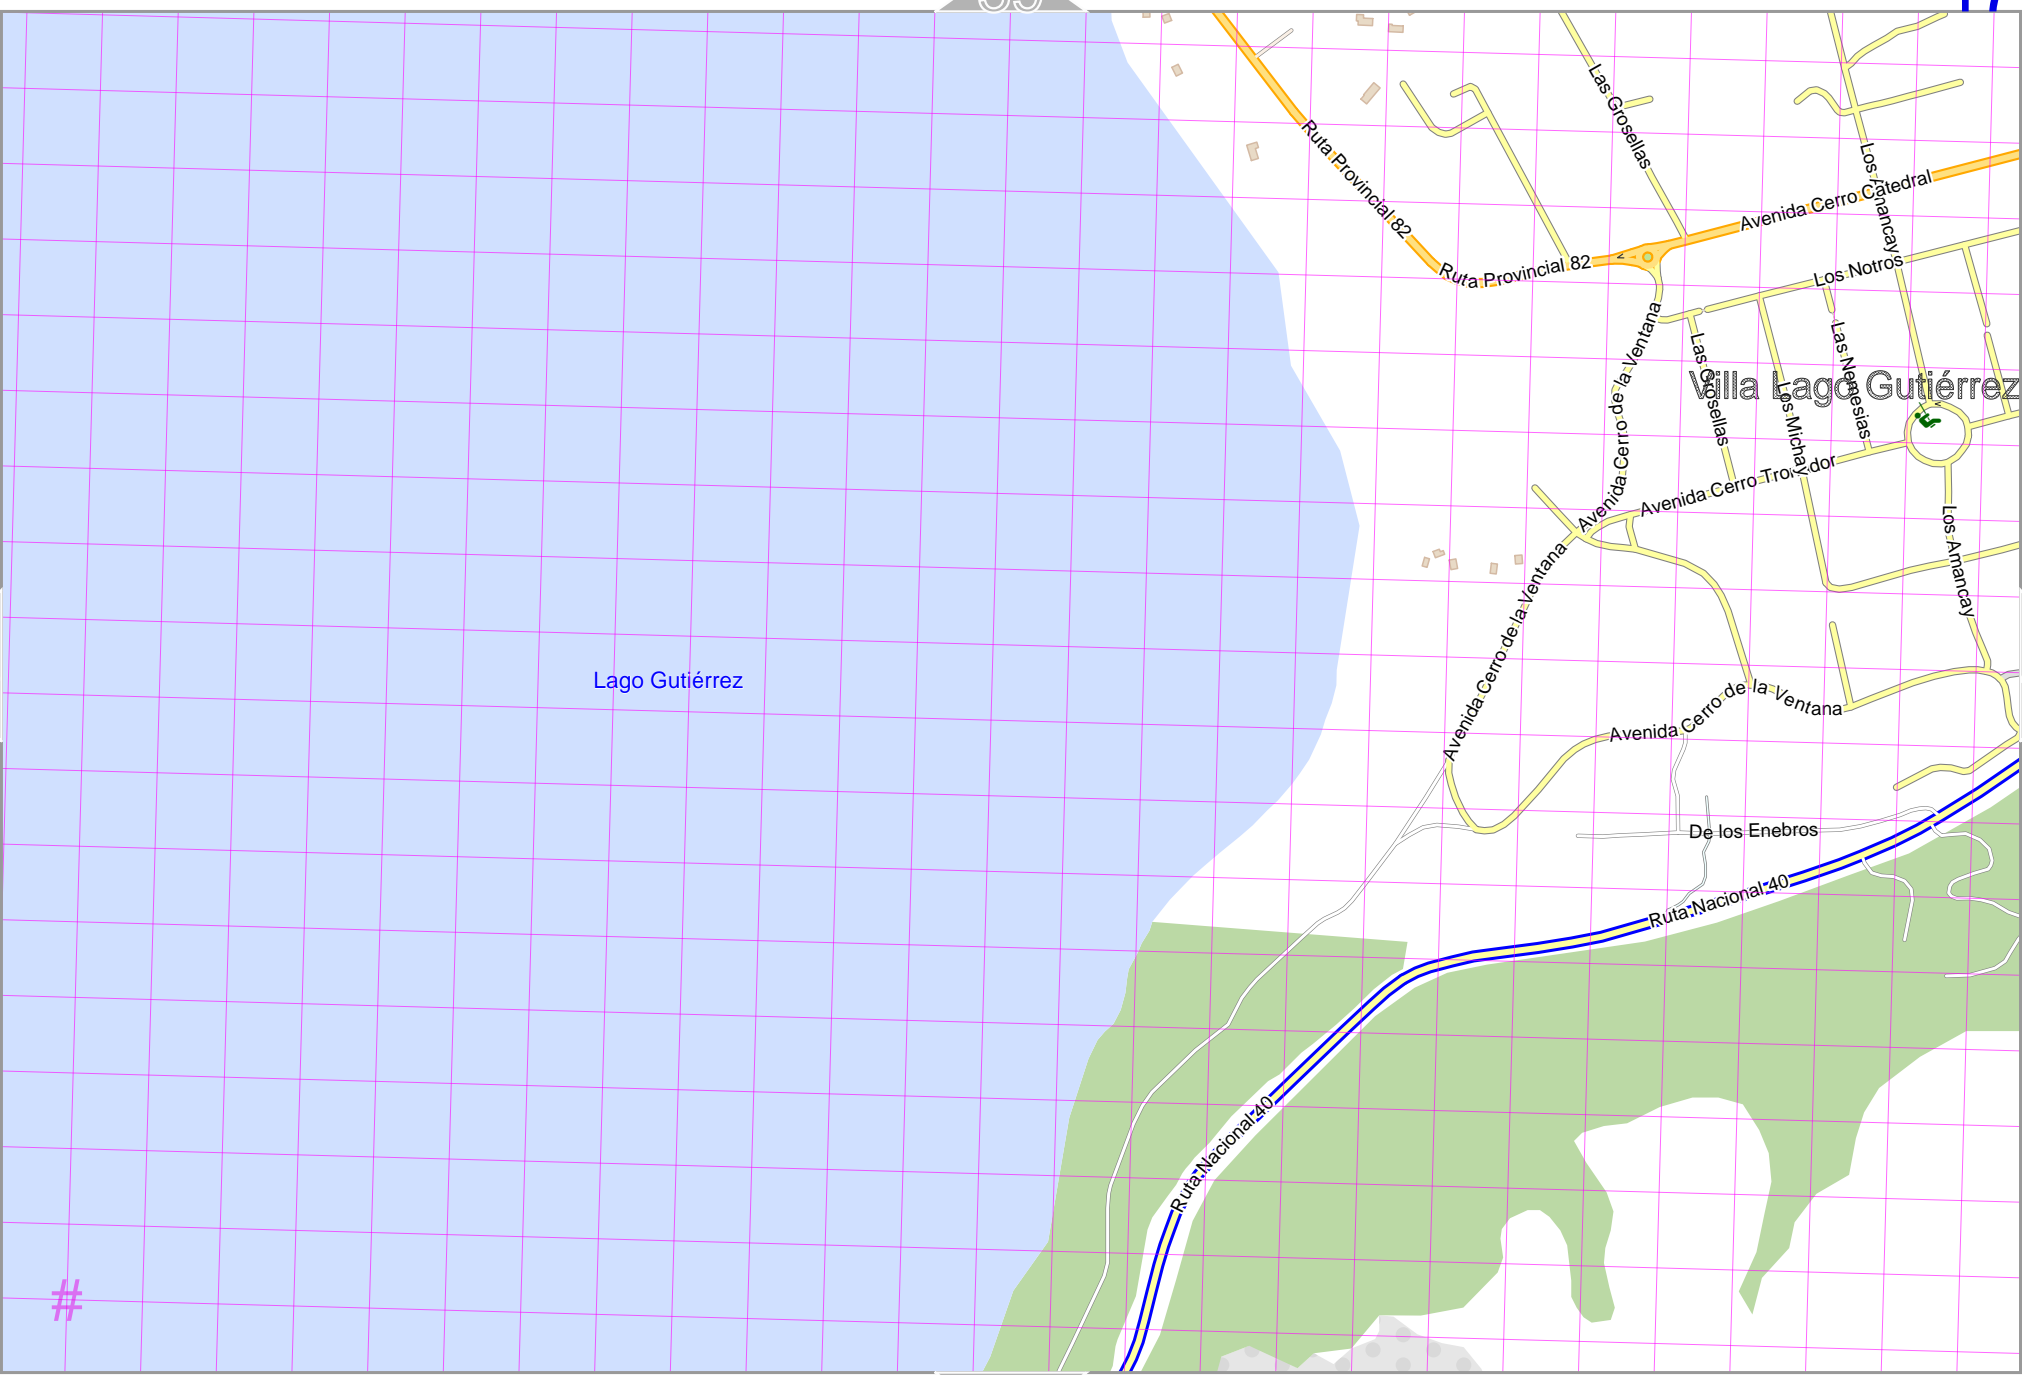 Las Grosellas
Ruta Provincial 82
Los Amancay
Avenida Cerro Catedral
Ruta Provincial 82
Los Notros
Avenida Cerro de la Ventana
Las Grosellas
Las Nemesias
Villa Lago Gutiérrez
Los Michay
Avenida Cerro Tronador
Los Amancay
Avenida Cerro de la Ventana
Lago Gutiérrez
Avenida Cerro de la Ventana
De los Enebros
Ruta Nacional 40
Ruta Nacional 40
#